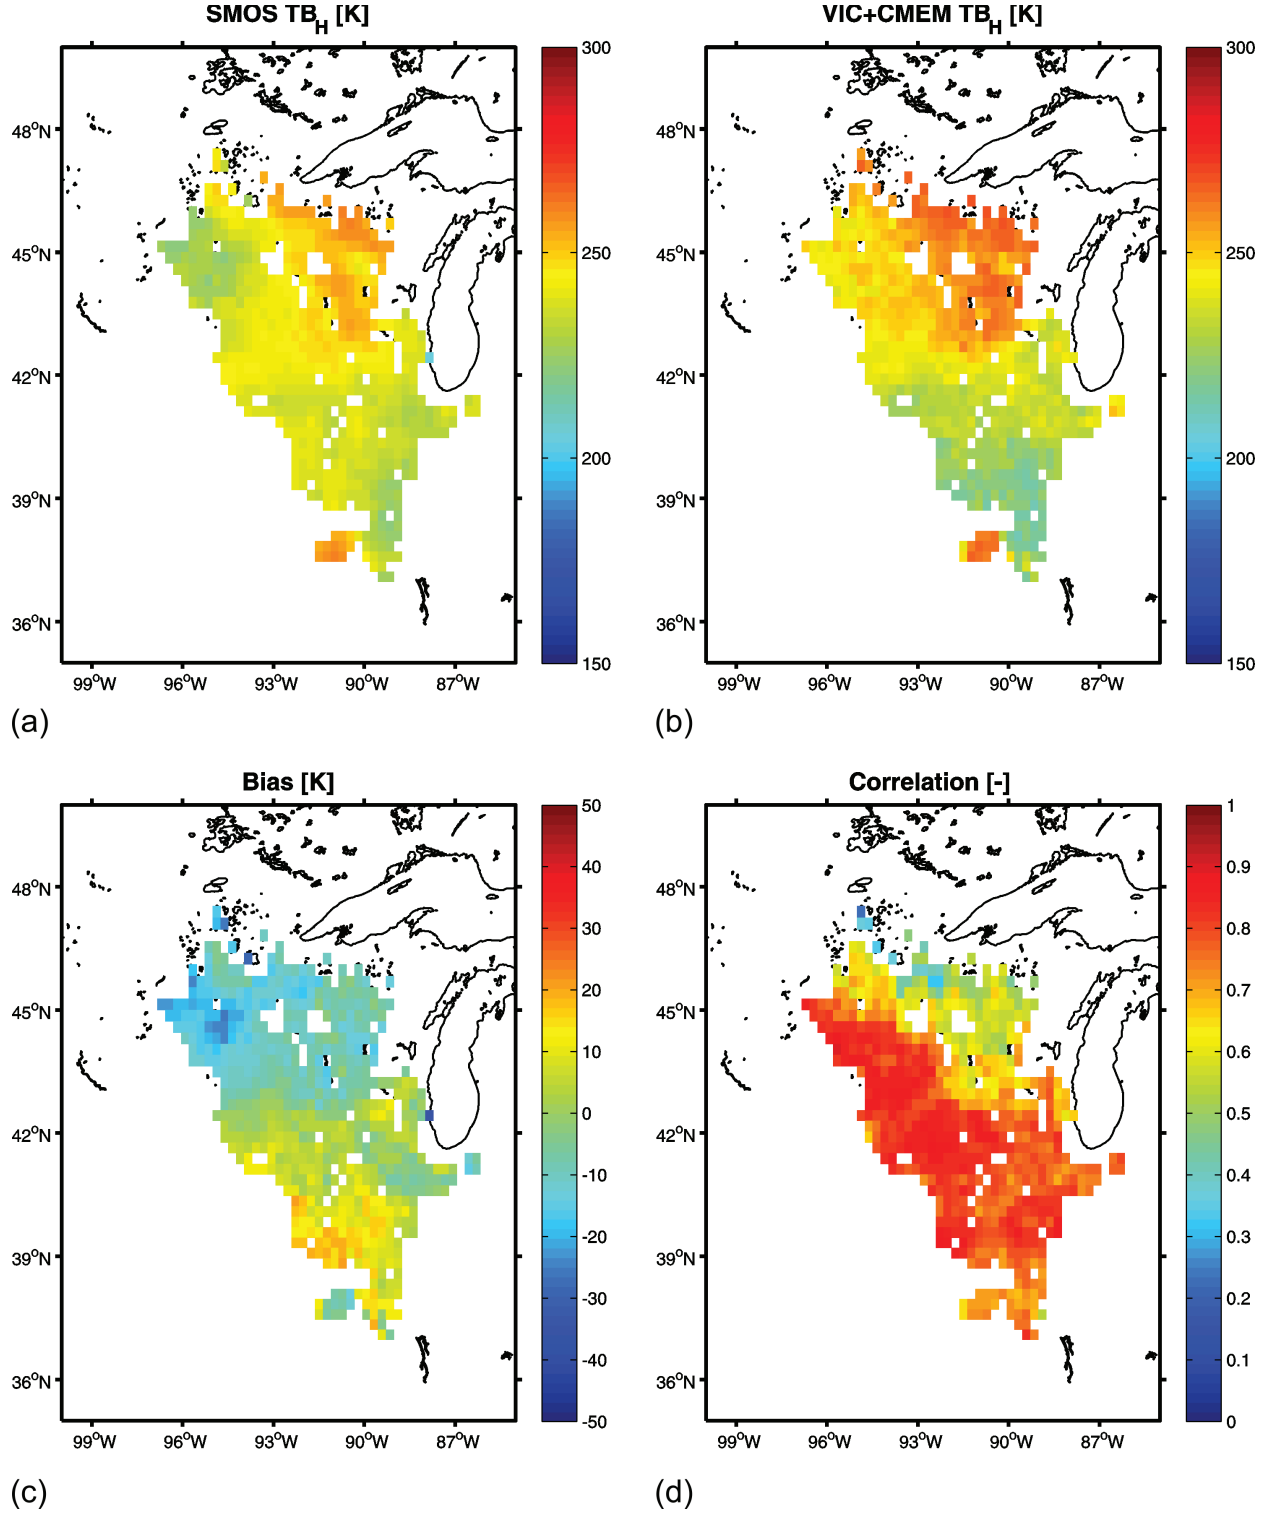 SMOS TB_H [K]
VIC+CMEM TB_H [K]
48°N
45°N
42°N
39°N
36°N
99°W 96°W 93°W 90°W 87°W
300
250
200
150
48°N
45°N
42°N
39°N
36°N
99°W 96°W 93°W 90°W 87°W
300
250
200
150
(a)
(b)
Bias [K]
Correlation [-]
48°N
45°N
42°N
39°N
36°N
99°W 96°W 93°W 90°W 87°W
50
40
30
20
10
0
-10
-20
-30
-40
-50
48°N
45°N
42°N
39°N
36°N
99°W 96°W 93°W 90°W 87°W
1
0.9
0.8
0.7
0.6
0.5
0.4
0.3
0.2
0.1
0
(c)
(d)